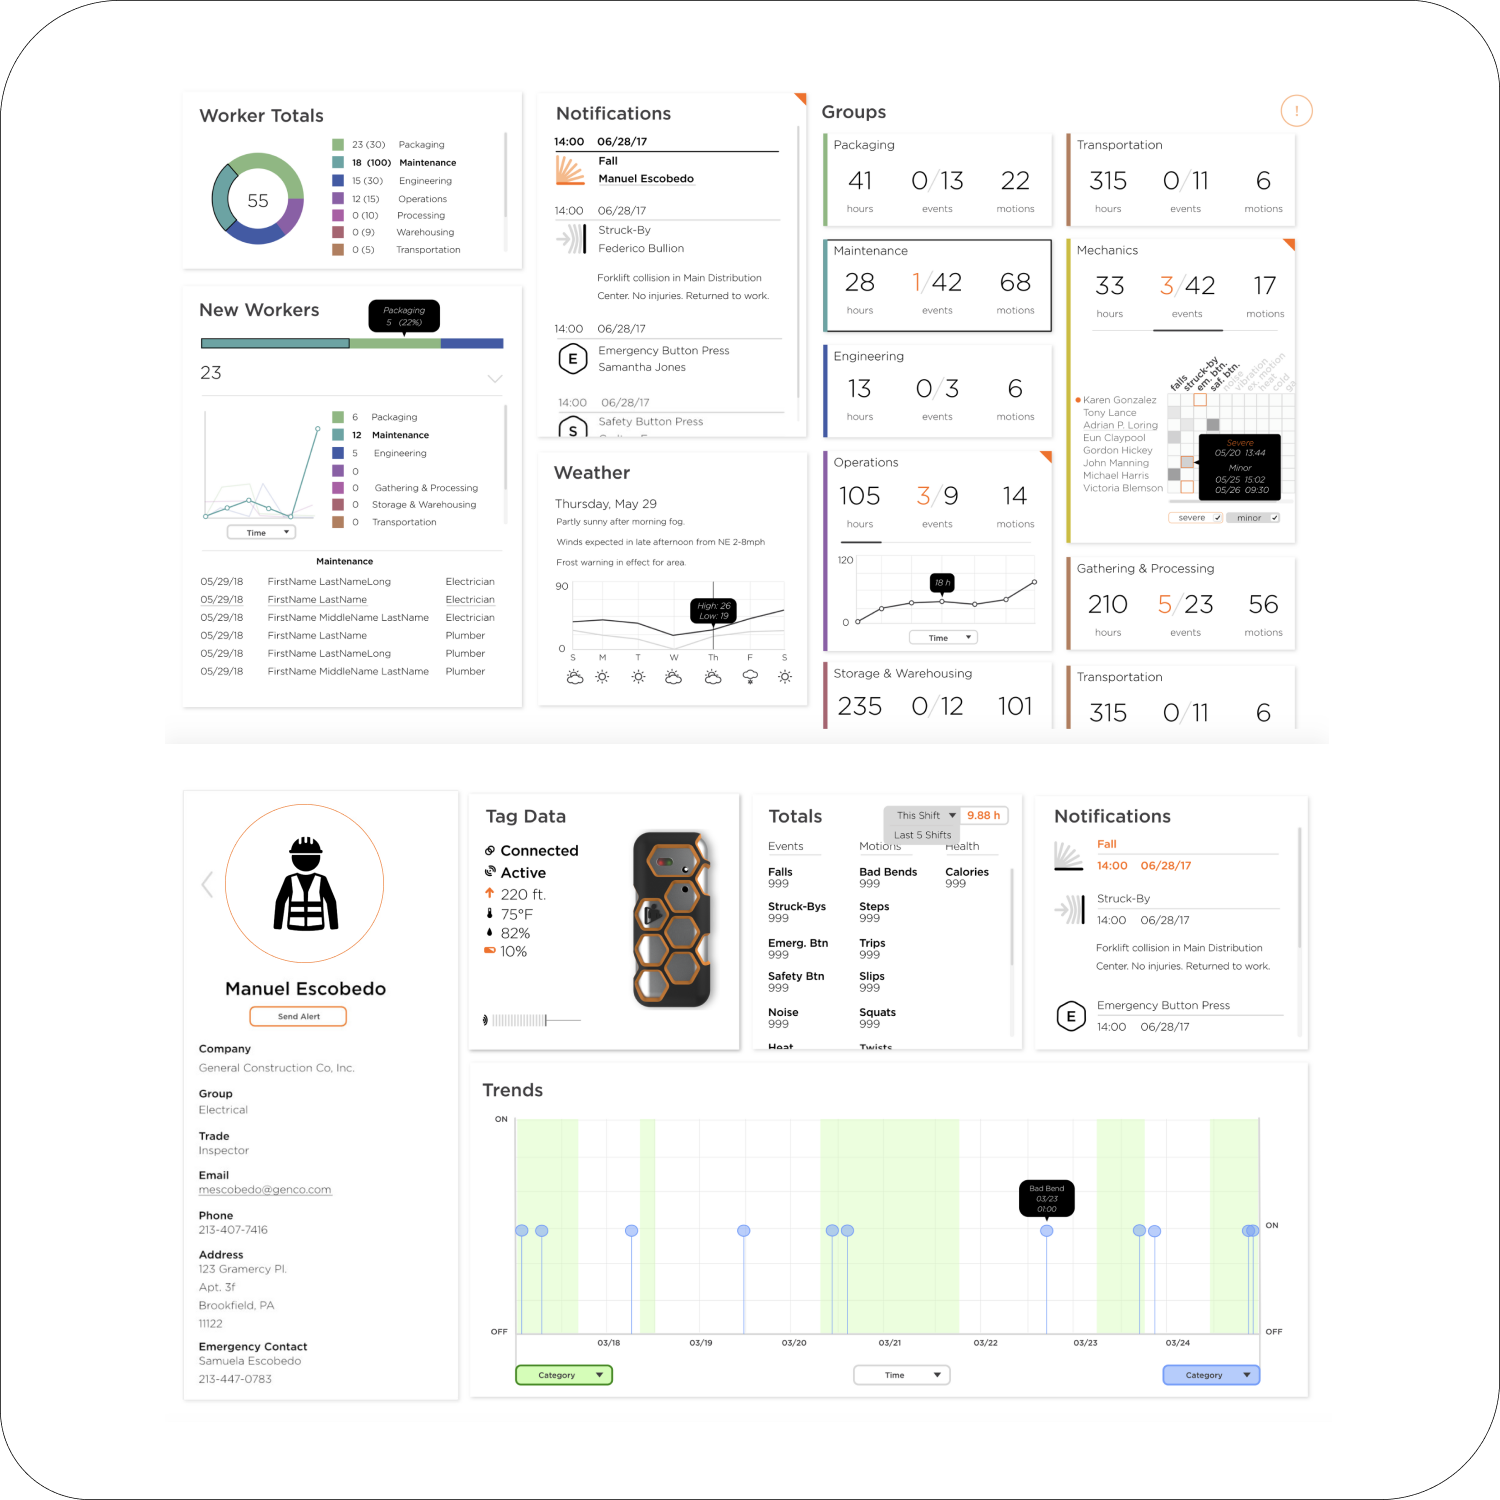 Worker Totals
55
23 (30) Packaging
18 (100) Maintenance
15 (30) Engineering
12 (15) Operations
0 (10) Processing
0 (9) Warehousing
0 (5) Transportation
New Workers
Packaging
5 (22%)
23
6 Packaging
12 Maintenance
5 Engineering
0
0 Gathering & Processing
0 Storage & Warehousing
0 Transportation
Time
Maintenance
05/29/18 FirstName LastNameLong Electrician
05/29/18 FirstName LastName Electrician
05/29/18 FirstName MiddleName LastName Electrician
05/29/18 FirstName LastName Plumber
05/29/18 FirstName LastNameLong Plumber
05/29/18 FirstName MiddleName LastName Plumber
Notifications
14:00 06/28/17
Fall
Manuel Escobedo
14:00 06/28/17
Struck-By
Federico Bullion
Forklift collision in Main Distribution
Center. No injuries. Returned to work.
14:00 06/28/17
E
Emergency Button Press
Samantha Jones
14:00 06/28/17
S
Safety Button Press
Weather
Thursday, May 29
Partly sunny after morning fog.
Winds expected in late afternoon from NE 2-8mph
Frost warning in effect for area.
90
High: 26
Low: 19
0
S M T W Th F S
Groups
!
Packaging
41 0/13 22
hours events motions
Maintenance
28 1/42 68
hours events motions
Engineering
13 0/3 6
hours events motions
Operations
105 3/9 14
hours events motions
120
18 h
0
Time
Storage & Warehousing
235 0/12 101
Transportation
315 0/11 6
hours events motions
Mechanics
33 3/42 17
hours events motions
falls
struck-by
em. btn.
saf. btn.
noise
vibration
ex. motion
heat
cold
Karen Gonzalez
Tony Lance
Adrian P. Loring
Eun Claypool
Gordon Hickey
John Manning
Michael Harris
Victoria Blemson
Severe
05/20 13:44
Minor
05/25 15:02
05/26 09:30
severe
minor
Gathering & Processing
210 5/23 56
hours events motions
Transportation
315 0/11 6
Manuel Escobedo
Send Alert
Company
General Construction Co, Inc.
Group
Electrical
Trade
Inspector
Email
mescobedo@genco.com
Phone
213-407-7416
Address
123 Gramercy Pl.
Apt. 3f
Brookfield, PA
11122
Emergency Contact
Samuela Escobedo
213-447-0783
Tag Data
Connected
Active
220 ft.
75°F
82%
10%
Totals
This Shift
9.88 h
Last 5 Shifts
Events Motions Health
Falls Bad Bends Calories
999 999 999
Struck-Bys Steps
999 999
Emerg. Btn Trips
999 999
Safety Btn Slips
999 999
Noise Squats
999 999
Heat Twists
Notifications
Fall
14:00 06/28/17
Struck-By
14:00 06/28/17
Forklift collision in Main Distribution
Center. No injuries. Returned to work.
E
Emergency Button Press
14:00 06/28/17
Trends
ON
Bad Bend
03/23
01:00
ON
OFF
OFF
03/18 03/19 03/20 03/21 03/22 03/23 03/24
Category
Time
Category